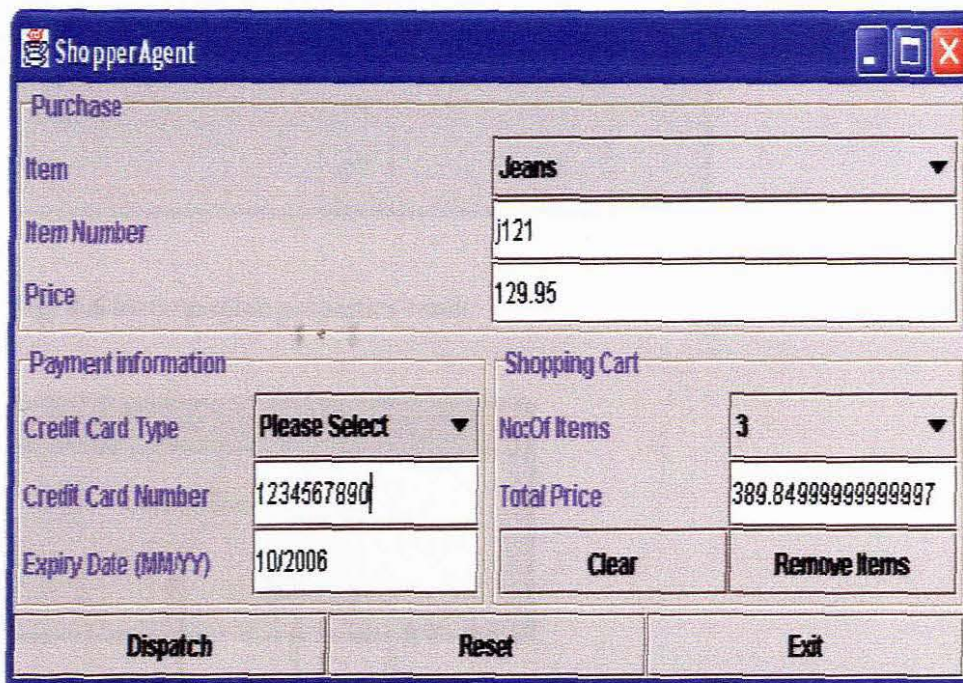 ShopperAgent
Purchase
Item Jeans
Item Number j121
Price 129.95
Payment information
Credit Card Type Please Select
Credit Card Number 1234567890
Expiry Date (MM/YY) 10/2006
Shopping Cart
No:Of Items 3
Total Price 389.84999999999997
Clear Remove Items
Dispatch Reset Exit